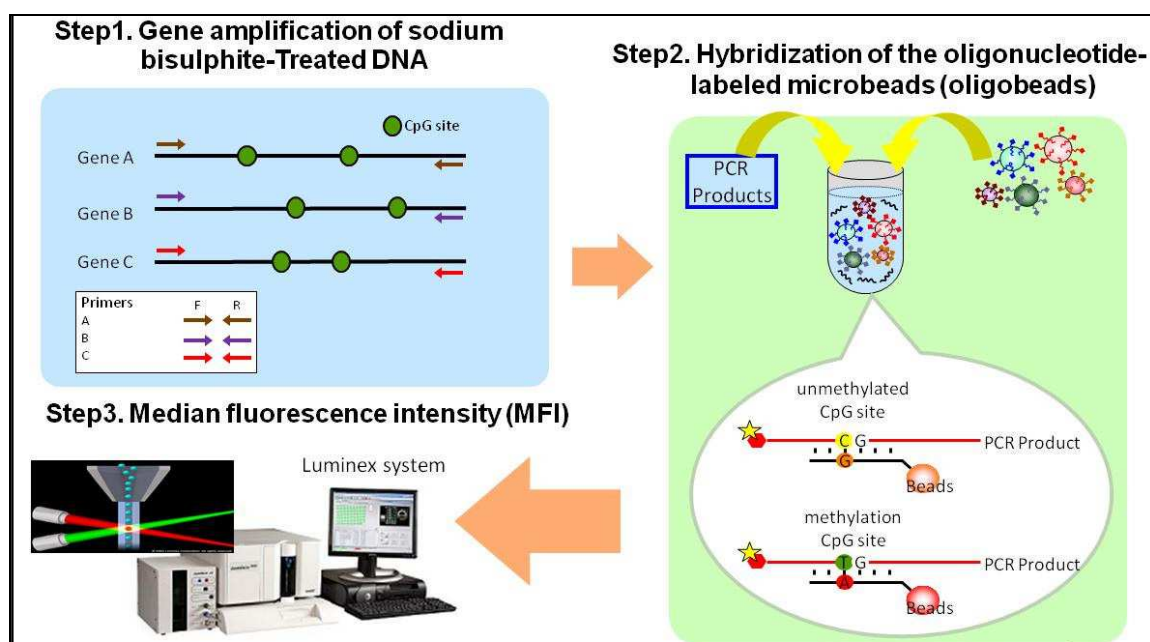 Step1. Gene amplification of sodium
bisulphite-Treated DNA
CpG site
Gene A
Gene B
Gene C
Primers F R
A
B
C
Step2. Hybridization of the oligonucleotide-
labeled microbeads (oligobeads)
PCR
Products
unmethylated
CpG site
C G
PCR Product
G
Beads
methylation
CpG site
T G
PCR Product
A
Beads
Step3. Median fluorescence intensity (MFI)
Luminex system